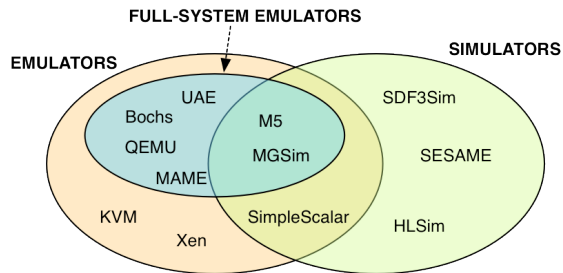 FULL-SYSTEM EMULATORS
EMULATORS
SIMULATORS
UAE
Bochs
M5
SDF3Sim
QEMU
MGSim
SESAME
MAME
KVM
SimpleScalar
HLSim
Xen